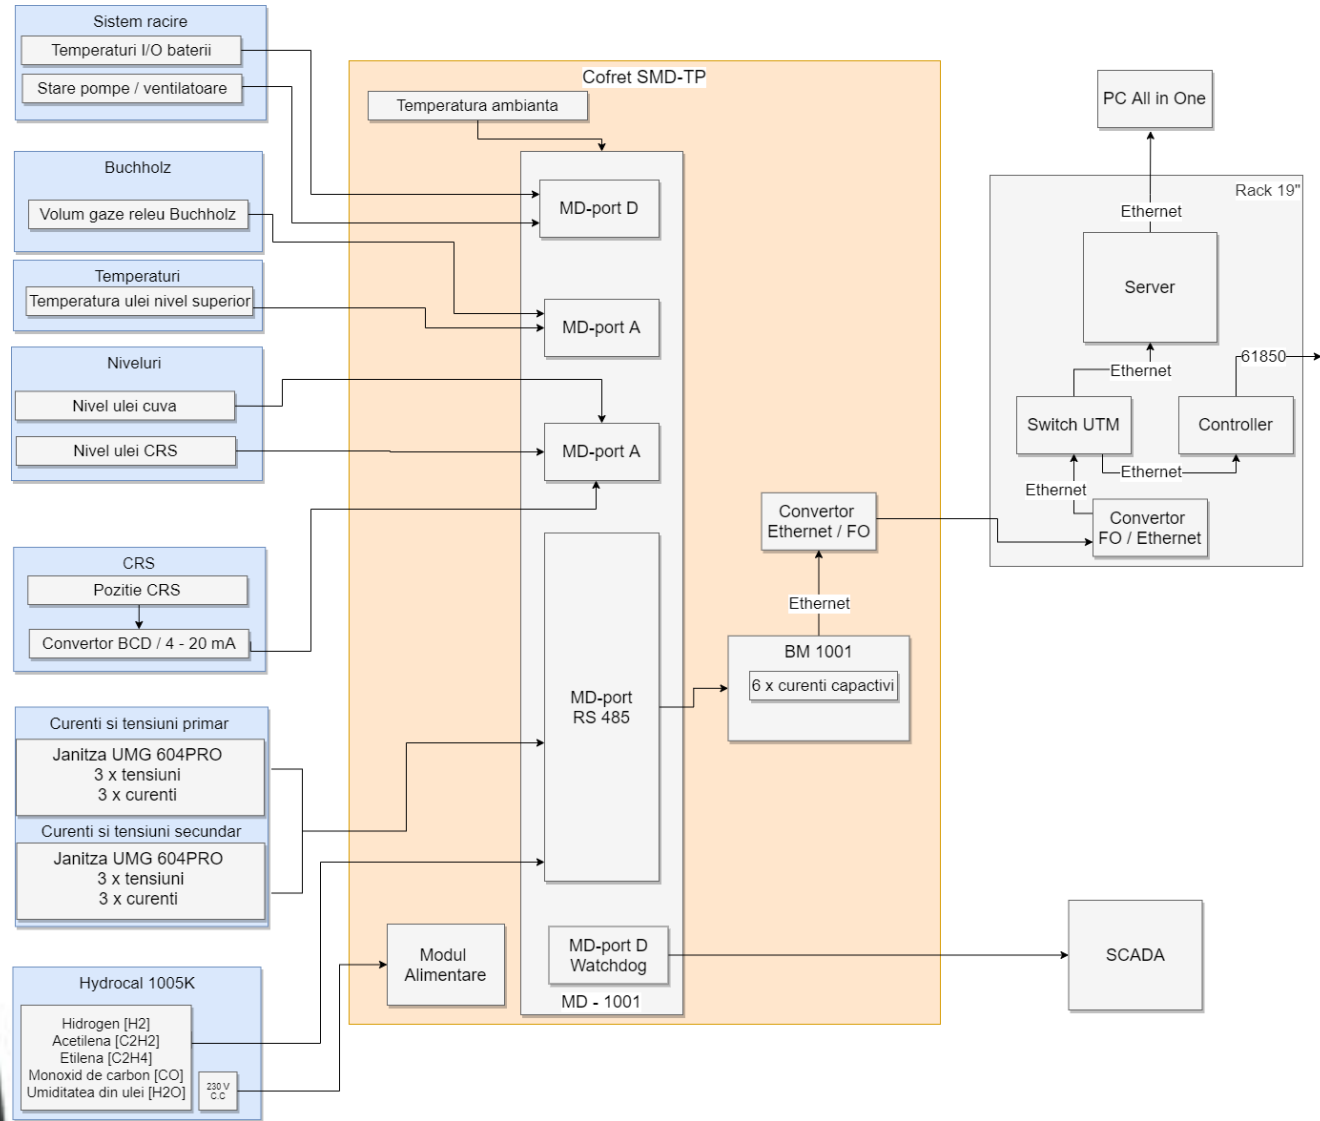 Sistem racire
Temperaturi I/O baterii
Stare pompe / ventilatoare
Buchholz
Volum gaze releu Buchholz
Temperaturi
Temperatura ulei nivel superior
Niveluri
Nivel ulei cuva
Nivel ulei CRS
CRS
Pozitie CRS
Convertor BCD / 4 - 20 mA
Curenti si tensiuni primar
Janitza UMG 604PRO
3 x tensiuni
3 x curenti
Curenti si tensiuni secundar
Janitza UMG 604PRO
3 x tensiuni
3 x curenti
Hydrocal 1005K
Hidrogen [H2]
Acetilena [C2H2]
Etilena [C2H4]
Monoxid de carbon [CO]
Umiditatea din ulei [H2O]
230 V
C.C
Cofret SMD-TP
Temperatura ambianta
MD-port D
MD-port A
MD-port A
MD-port
RS 485
MD-port D
Watchdog
MD - 1001
Modul
Alimentare
Convertor
Ethernet / FO
Ethernet
BM 1001
6 x curenti capactivi
PC All in One
Rack 19"
Ethernet
Server
Ethernet
61850
Switch UTM
Controller
Ethernet
Ethernet
Convertor
FO / Ethernet
SCADA